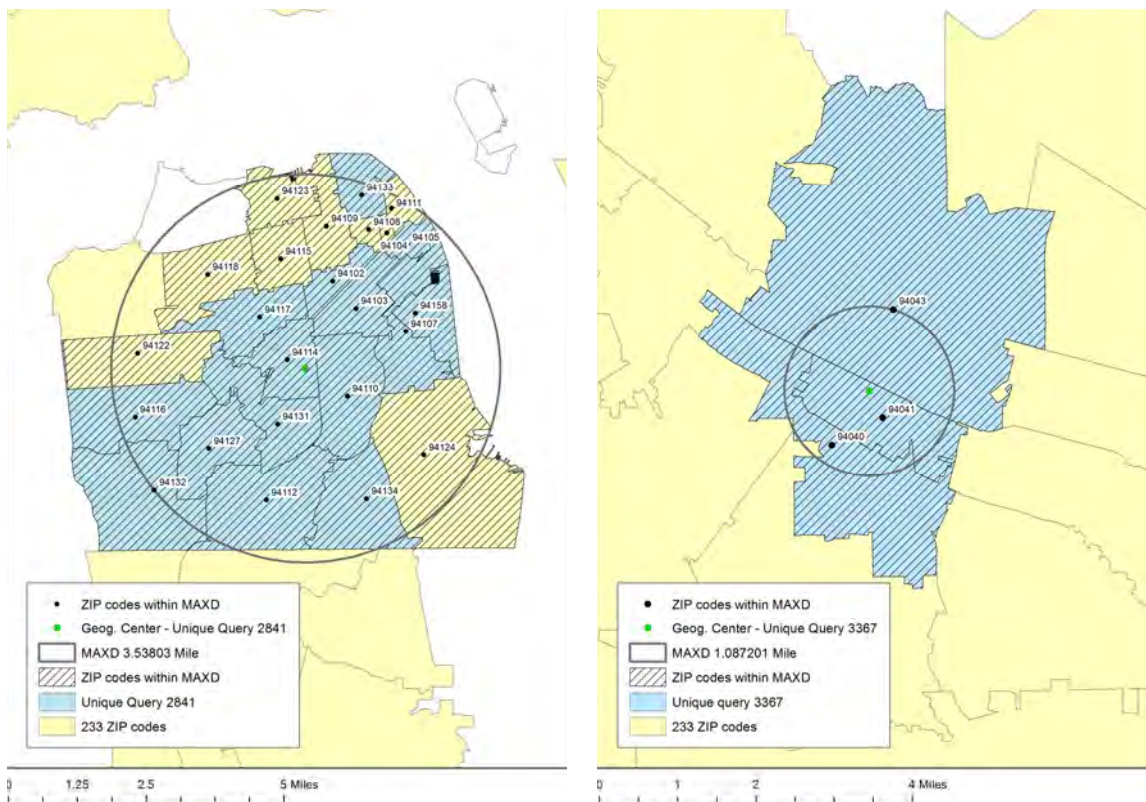 94123
94133
94111
94109
94108
94104
94105
94115
94118
94102
94103
94158
94117
94107
94122
94114
94110
94116
94131
94127
94124
94132
94112
94134
ZIP codes within MAXD
Geog. Center - Unique Query 2841
MAXD 3.53803 Mile
ZIP codes within MAXD
Unique Query 2841
233 ZIP codes
0 1.25 2.5 5 Miles
94043
94041
94040
ZIP codes within MAXD
Geog. Center - Unique Query 3367
MAXD 1.087201 Mile
ZIP codes within MAXD
Unique query 3367
233 ZIP codes
0 1 2 4 Miles